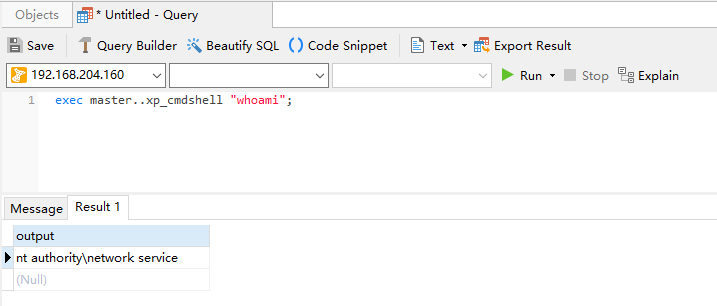 Objects * Untitled - Query
Save Query Builder Beautify SQL () Code Snippet Text Export Result
192.168.204.160 Run Stop Explain
1 exec master..xp_cmdshell "whoami";
Message Result 1
output
nt authority\network service
(Null)